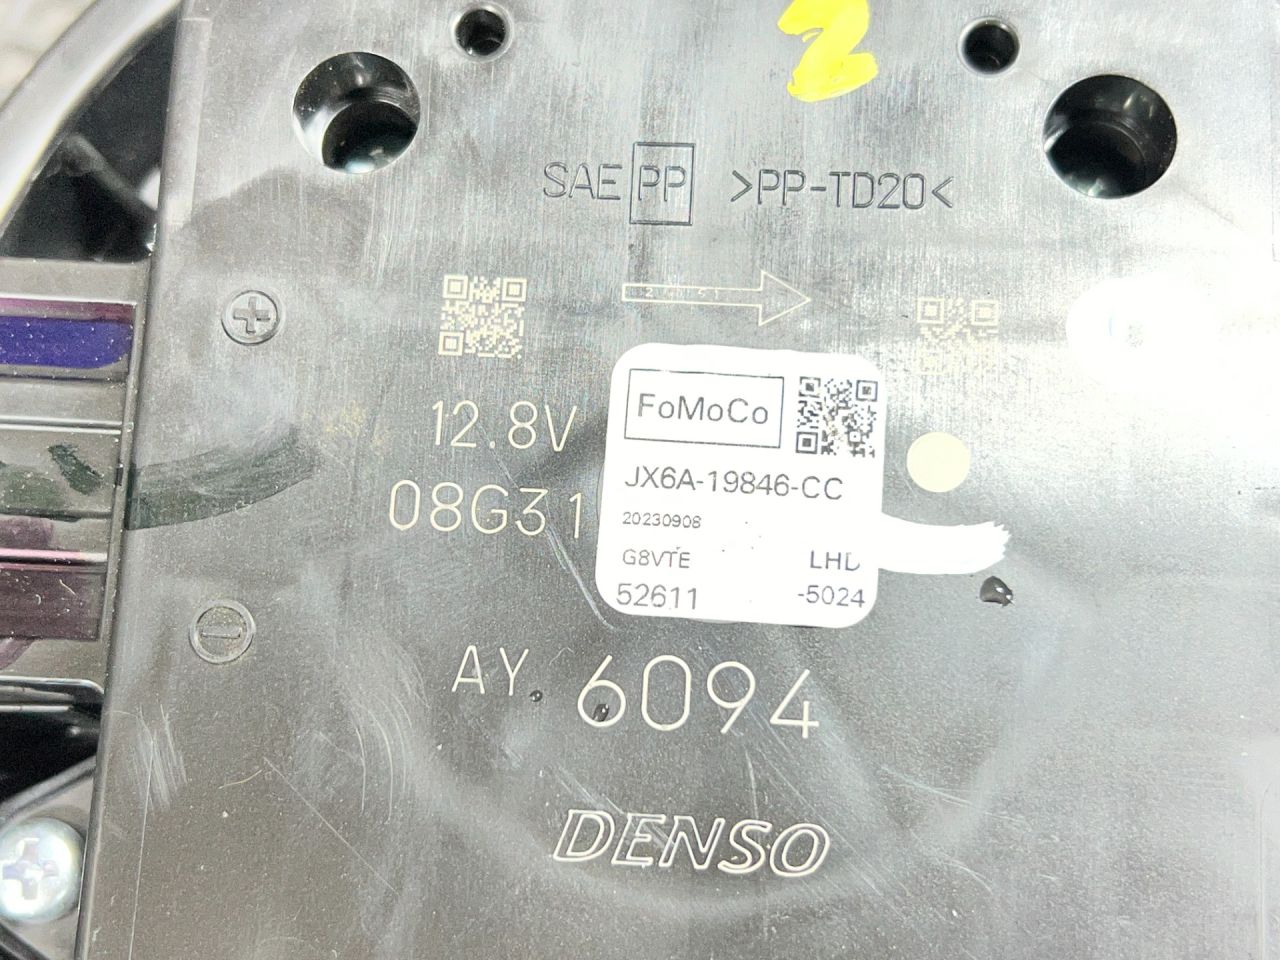 2
SAE PP >PP-TD20<
12.8V
08G31
FoMoCo
JX6A-19846-CC
20230908
G8VTE LHD
52611 -5024
AY 6094
DENSO